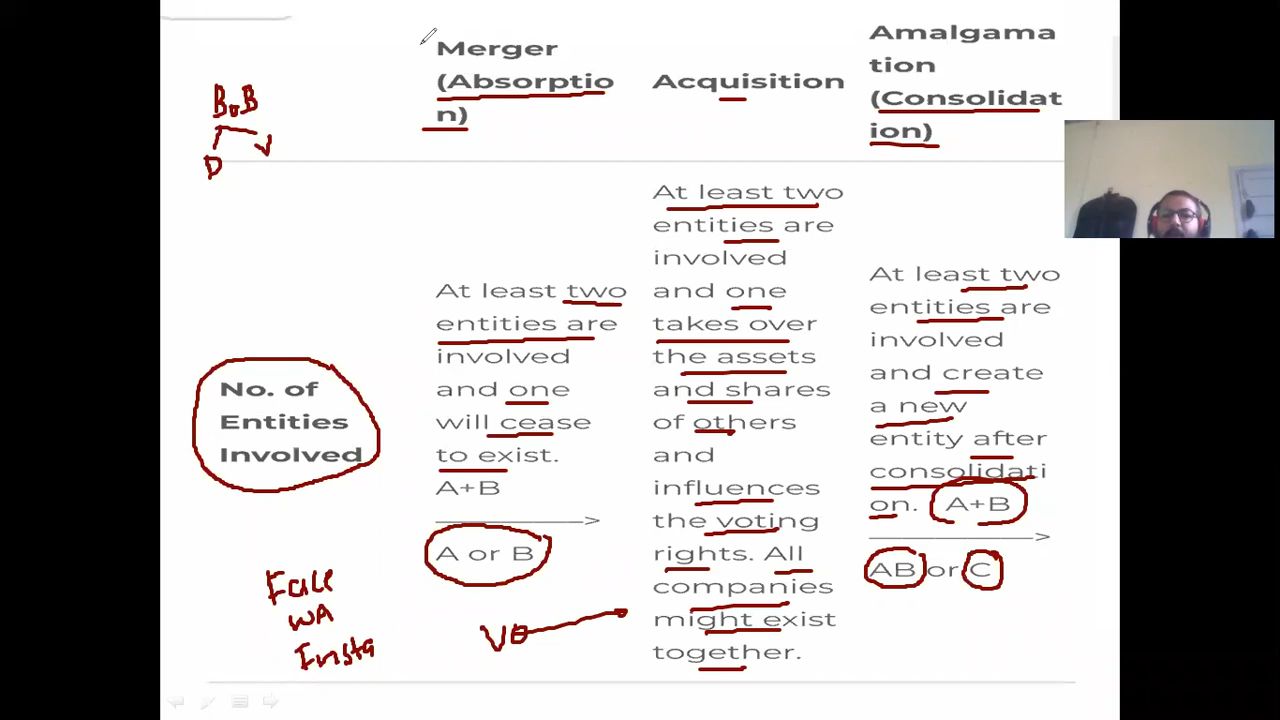 Merger
(Absorptio
n)
Acquisition
Amalgama
tion
(Consolidat
ion)
BoB
D V
No. of
Entities
Involved
At least two
entities are
involved
and one
will cease
to exist.
A+B
————————>
A or B
At least two
entities are
involved
and one
takes over
the assets
and shares
of others
and
influences
the voting
rights. All
companies
might exist
together.
At least two
entities are
involved
and create
a new
entity after
consolidati
on. A+B
—————————>
AB or C
WA
Insta